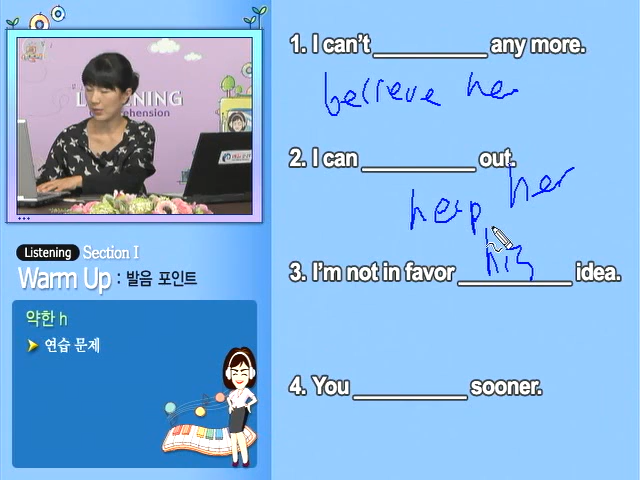 LISTENING
Comprehension
Listening Section I
Warm Up : 발음 포인트
약한 h
연습 문제
1. I can't __________ any more.
believe her
2. I can __________ out.
help her
3. I'm not in favor __________ idea.
his
4. You __________ sooner.